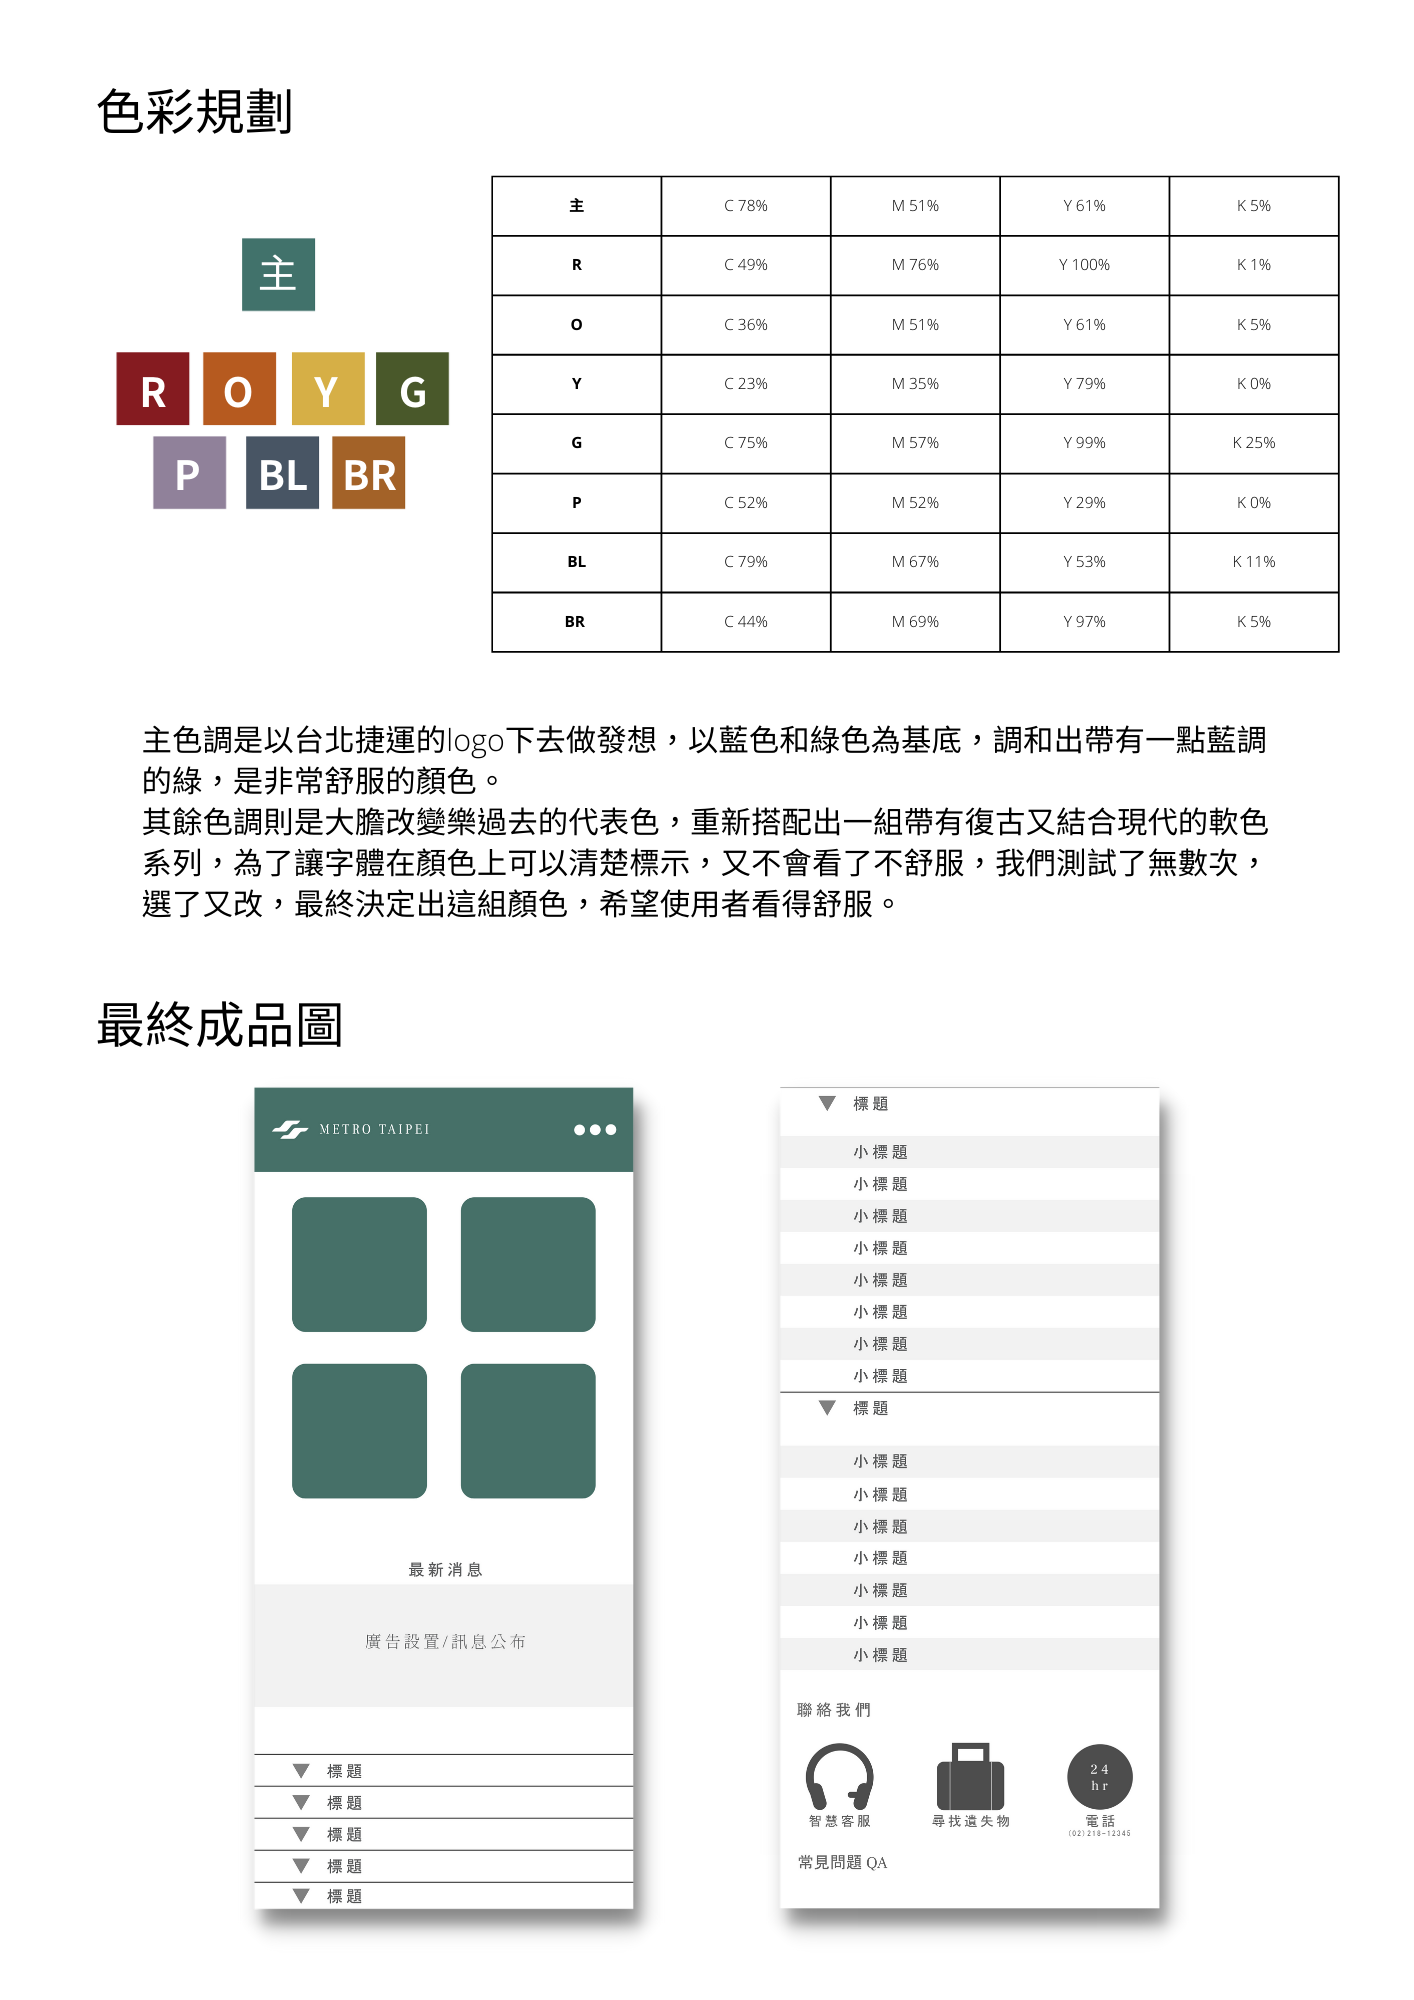 色彩規劃
主
R O Y G
P BL BR
主 C 78% M 51% Y 61% K 5%
R C 49% M 76% Y 100% K 1%
O C 36% M 51% Y 61% K 5%
Y C 23% M 35% Y 79% K 0%
G C 75% M 57% Y 99% K 25%
P C 52% M 52% Y 29% K 0%
BL C 79% M 67% Y 53% K 11%
BR C 44% M 69% Y 97% K 5%
主色調是以台北捷運的logo下去做發想，以藍色和綠色為基底，調和出帶有一點藍調
的綠，是非常舒服的顏色。
其餘色調則是大膽改變樂過去的代表色，重新搭配出一組帶有復古又結合現代的軟色
系列，為了讓字體在顏色上可以清楚標示，又不會看了不舒服，我們測試了無數次，
選了又改，最終決定出這組顏色，希望使用者看得舒服。
最終成品圖
METRO TAIPEI
最新消息
廣告設置/訊息公布
標題
標題
標題
標題
標題
標題
小標題
小標題
小標題
小標題
小標題
小標題
小標題
小標題
標題
小標題
小標題
小標題
小標題
小標題
小標題
小標題
聯絡我們
24
hr
智慧客服 尋找遺失物 電話
(02)218-12345
常見問題 QA